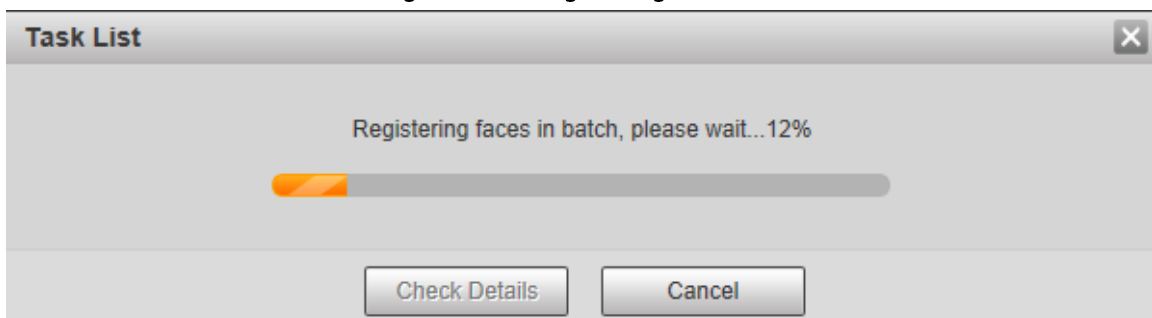 Task List
Registering faces in batch, please wait...12%
Check Details
Cancel